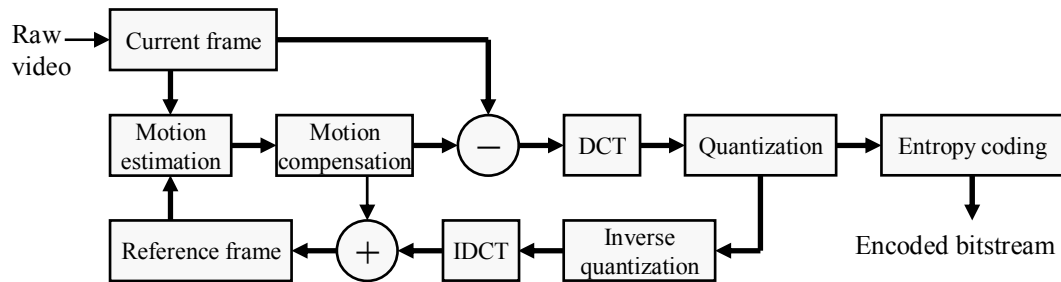 Raw
video
Current frame
Motion
estimation
Motion
compensation
−
DCT
Quantization
Entropy coding
Reference frame
+
IDCT
Inverse
quantization
Encoded bitstream